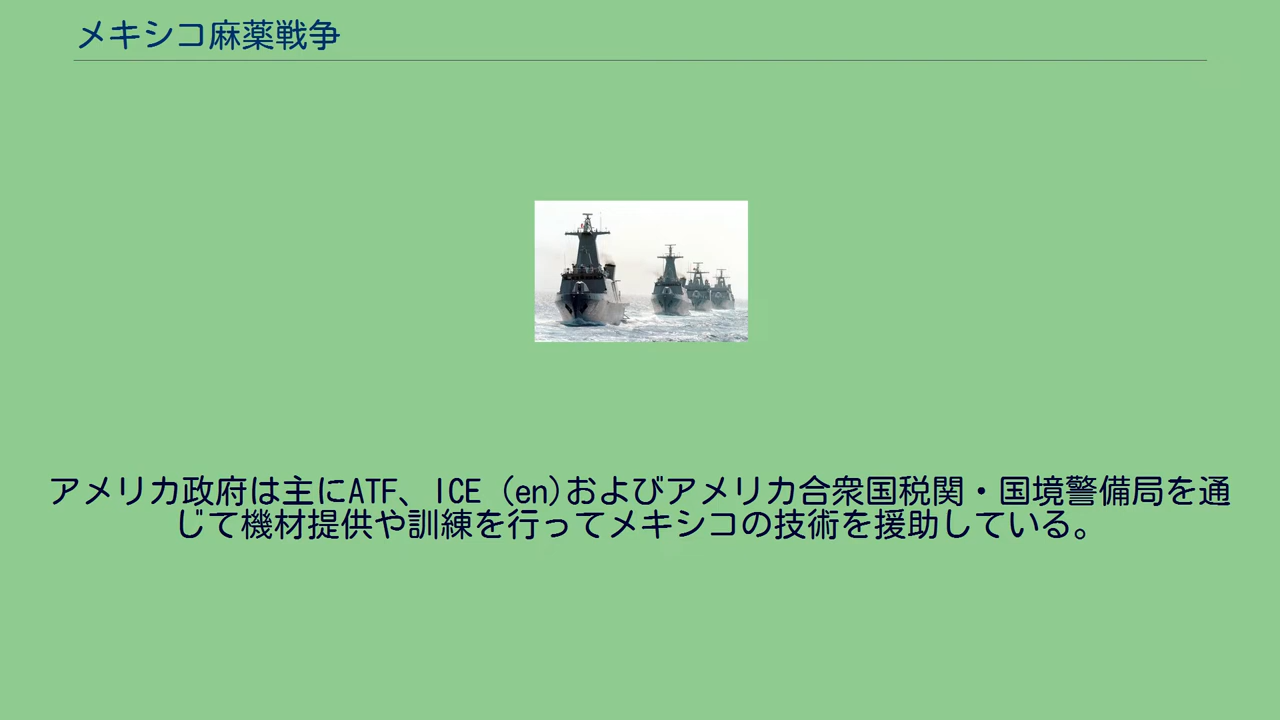 メキシコ麻薬戦争
アメリカ政府は主にATF、ICE (en)およびアメリカ合衆国税関・国境警備局を通
じて機材提供や訓練を行ってメキシコの技術を援助している。